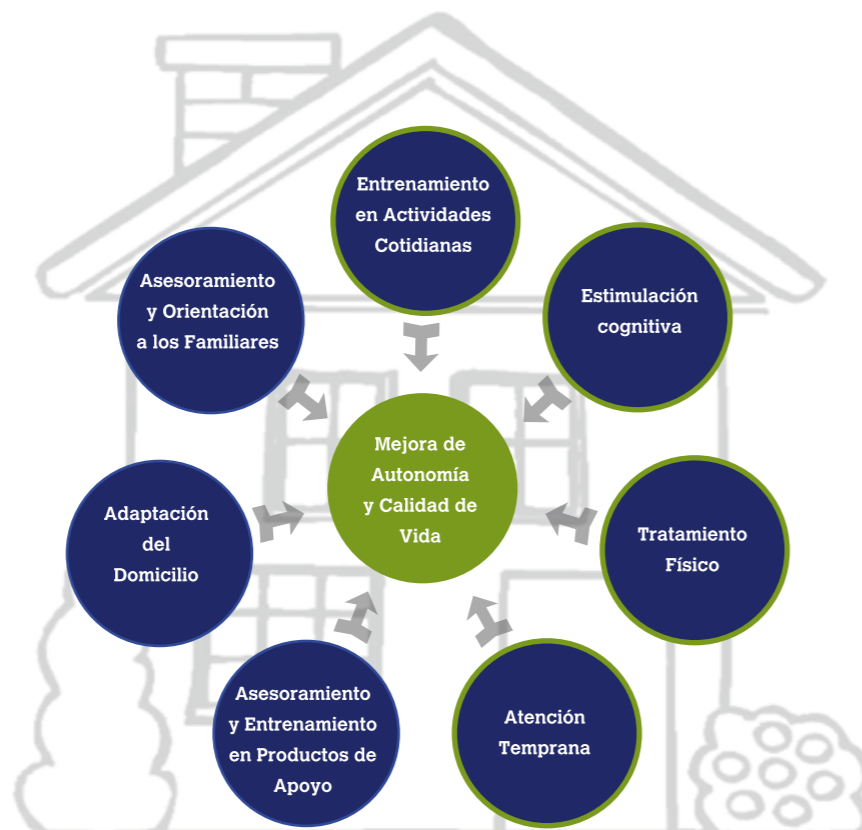 Entrenamiento
en Actividades
Cotidianas
Estimulación
cognitiva
Tratamiento
Físico
Atención
Temprana
Asesoramiento
y Entrenamiento
en Productos de
Apoyo
Adaptación
del
Domicilio
Asesoramiento
y Orientación
a los Familiares
Mejora de
Autonomía
y Calidad de
Vida